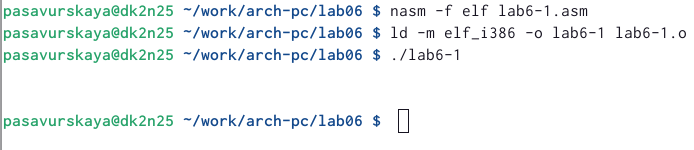 pasavurskaya@dk2n25 ~/work/arch-pc/lab06 $ nasm -f elf lab6-1.asm
pasavurskaya@dk2n25 ~/work/arch-pc/lab06 $ ld -m elf_i386 -o lab6-1 lab6-1.o
pasavurskaya@dk2n25 ~/work/arch-pc/lab06 $ ./lab6-1
pasavurskaya@dk2n25 ~/work/arch-pc/lab06 $